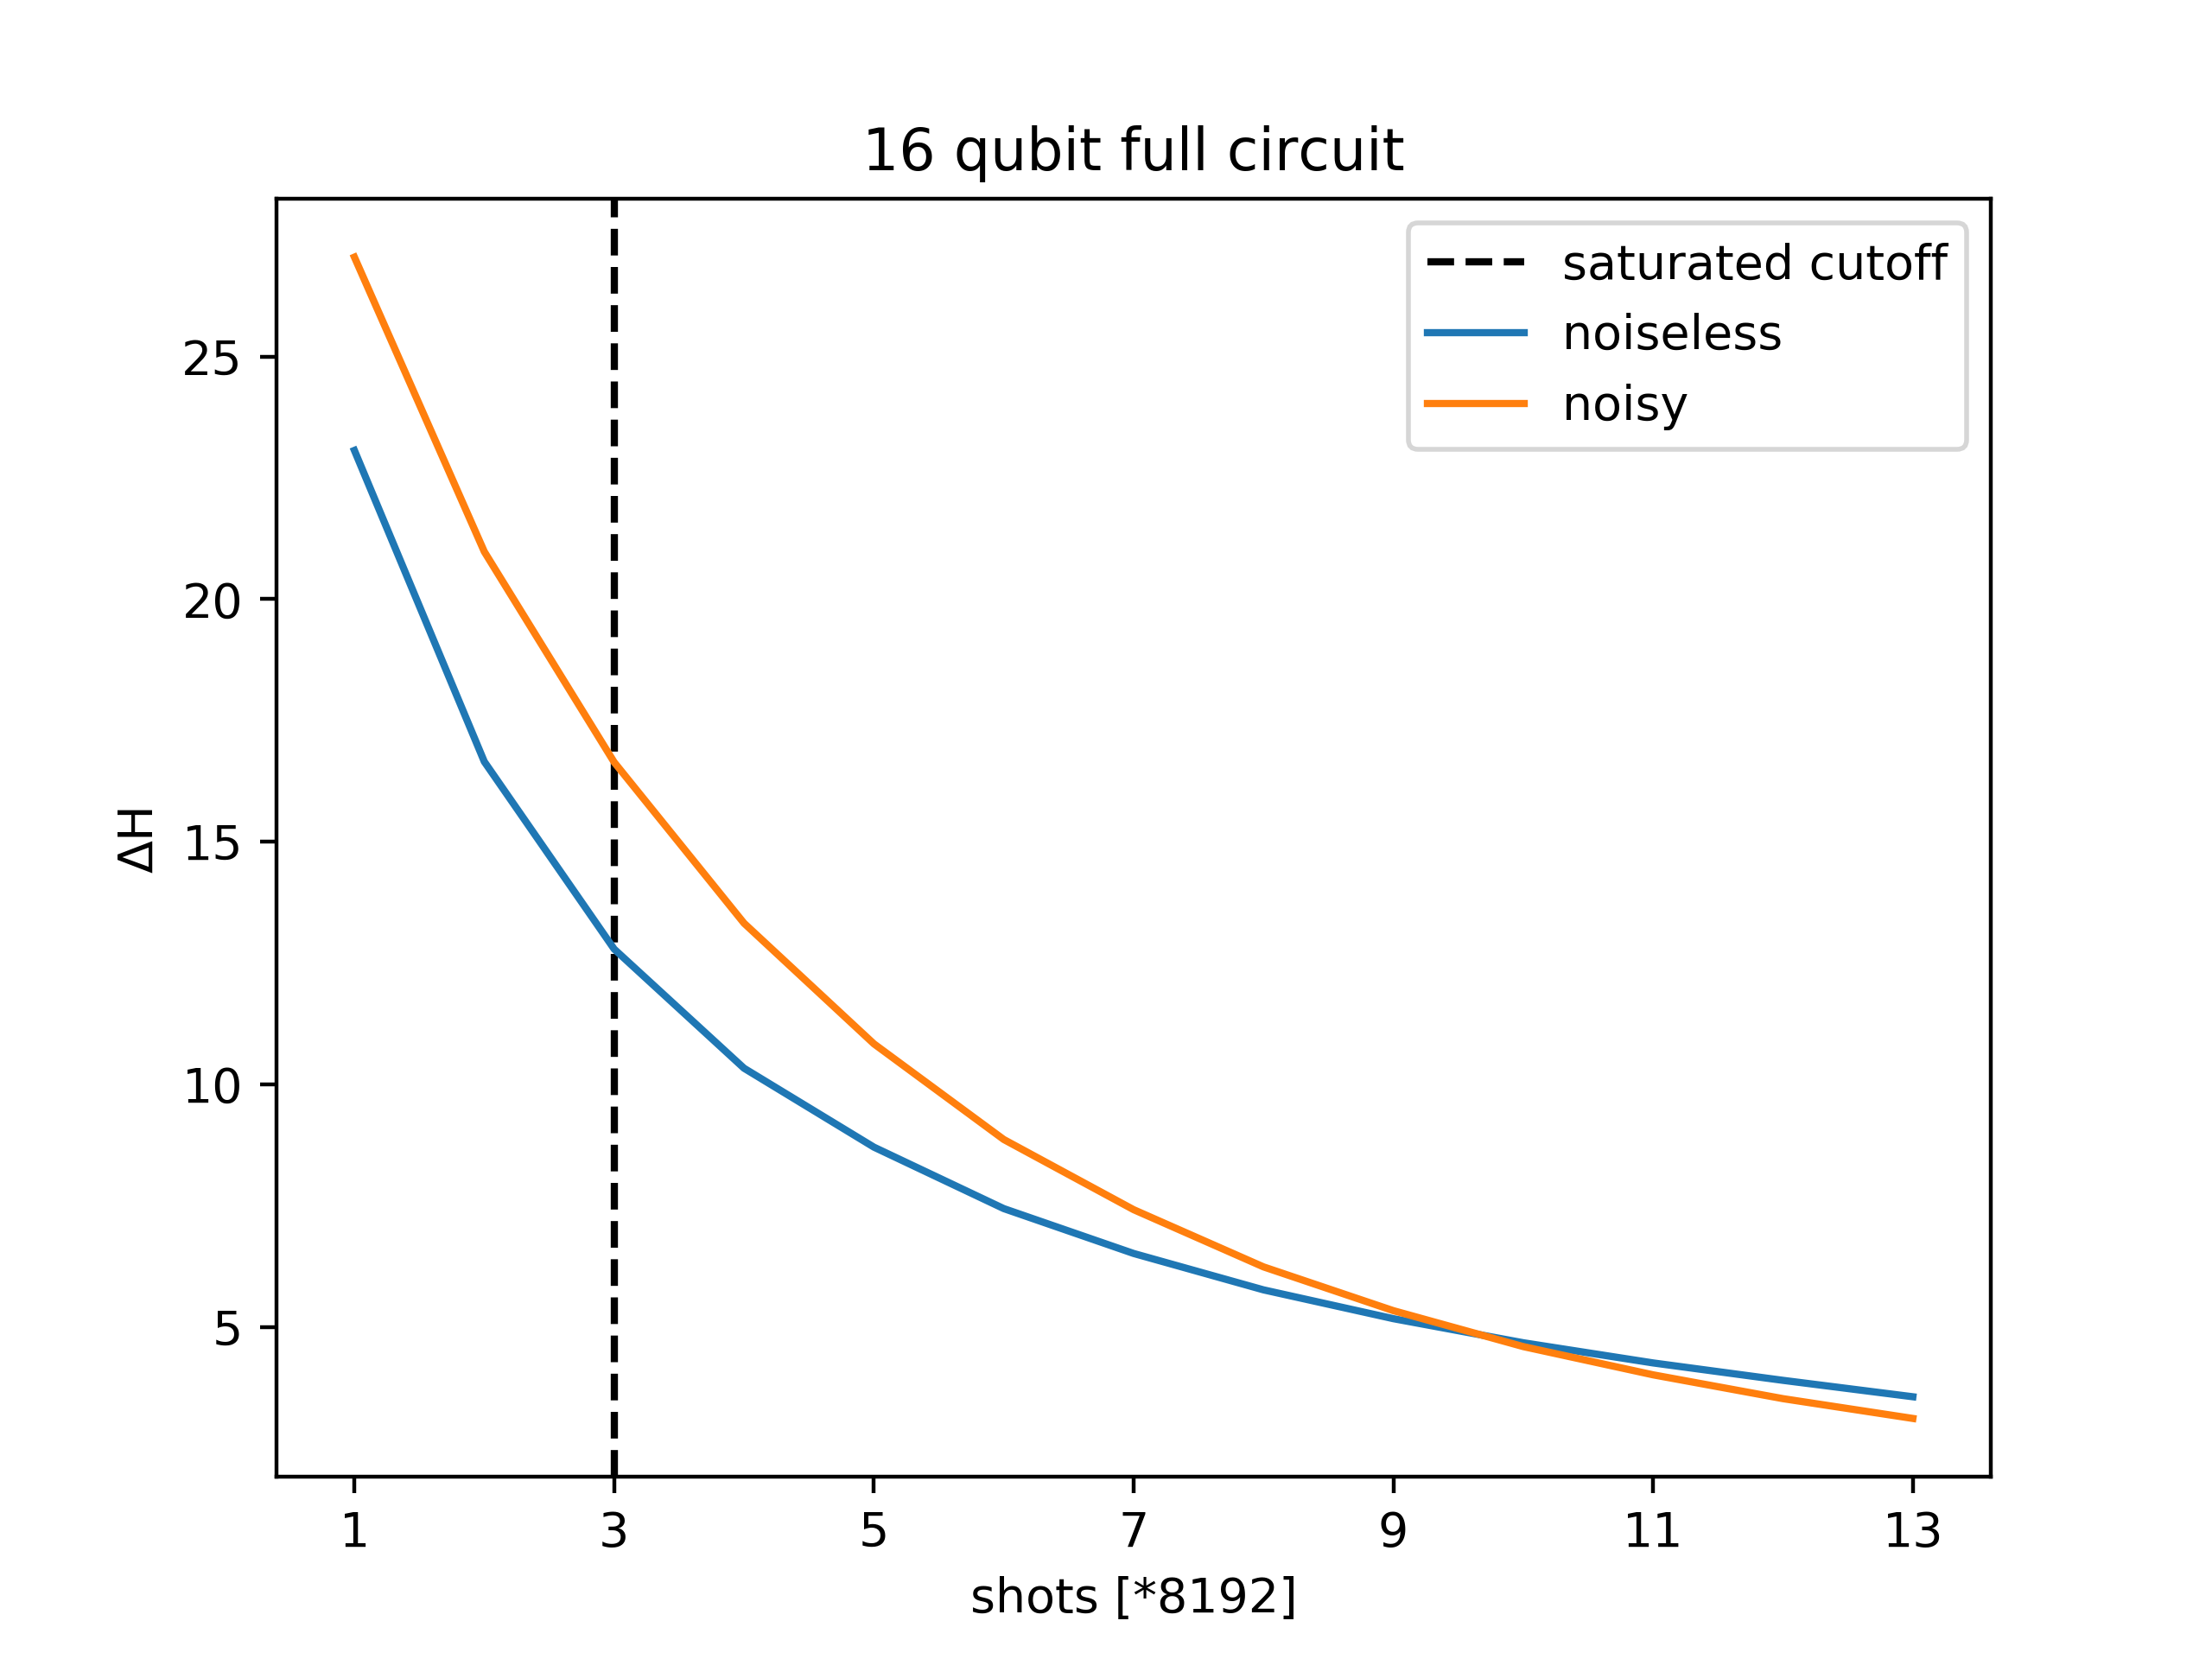 16 qubit full circuit
saturated cutoff
noiseless
noisy
25
20
15
10
5
ΔH
1 3 5 7 9 11 13
shots [*8192]